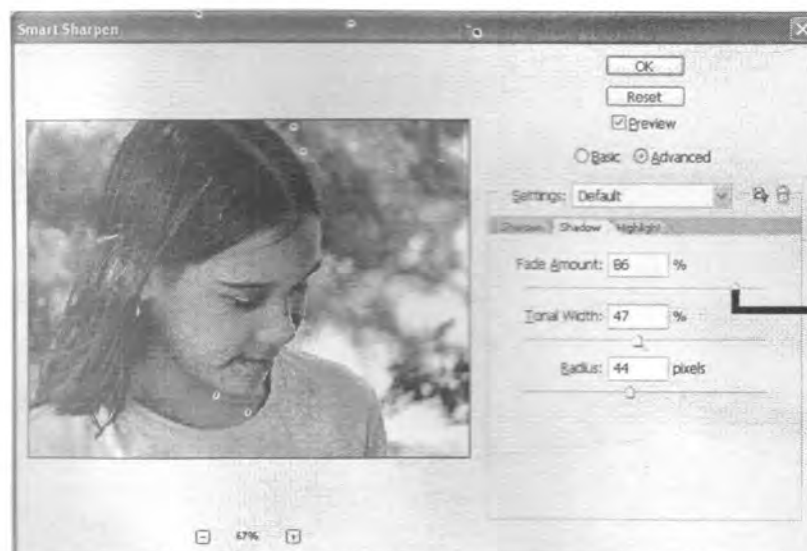 Smart Sharpen
OK
Reset
Preview
Basic Advanced
Settings: Default
Sharpen Shadow Highlight
Fade Amount: 86 %
Tonal Width: 47 %
Radius: 44 pixels
67%